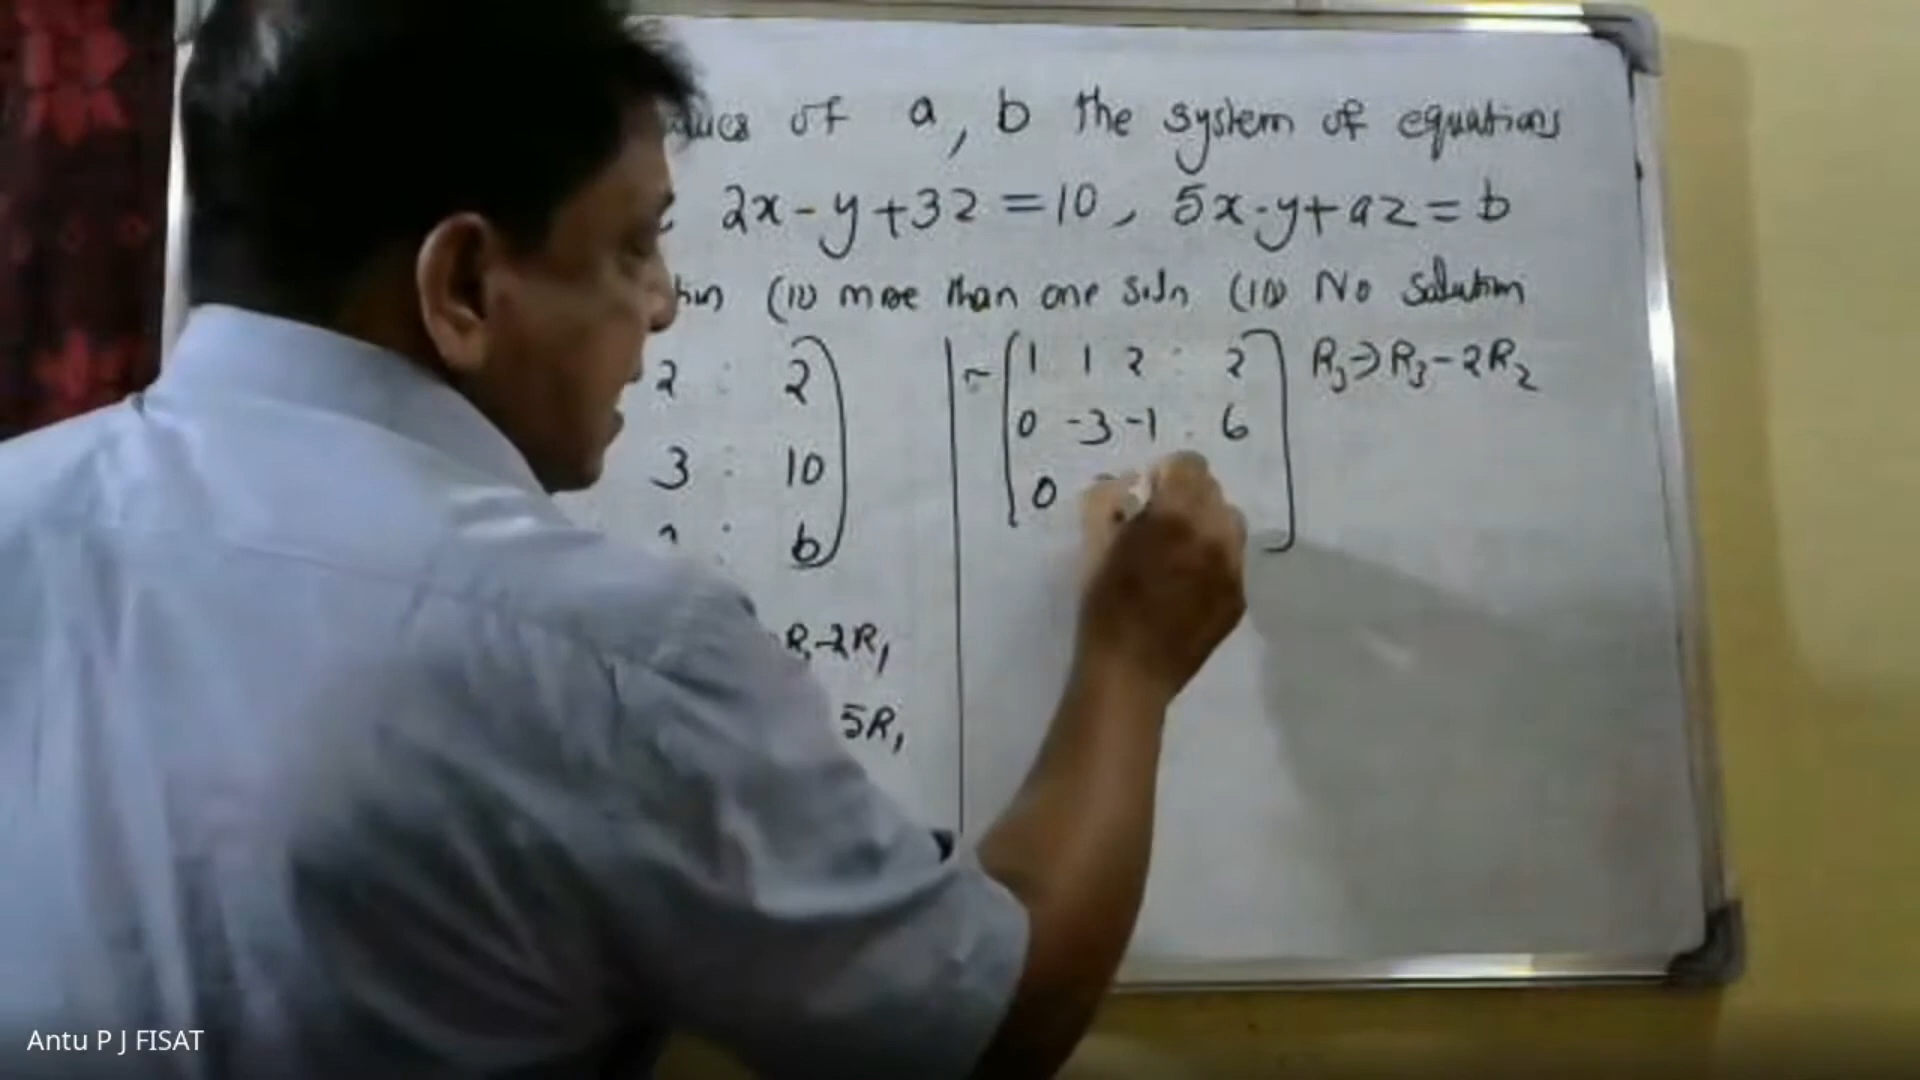 of a, b the system of equations
2x-y+3z=10, 5x-y+az=b
(ii) more than one soln (iii) No Solution
2 : 2
3 : 10
: b
R2-2R1
5R1
~ [1 1 2 : 2] R3→R3-2R2
0 -3 -1 : 6
0
Antu P J FISAT